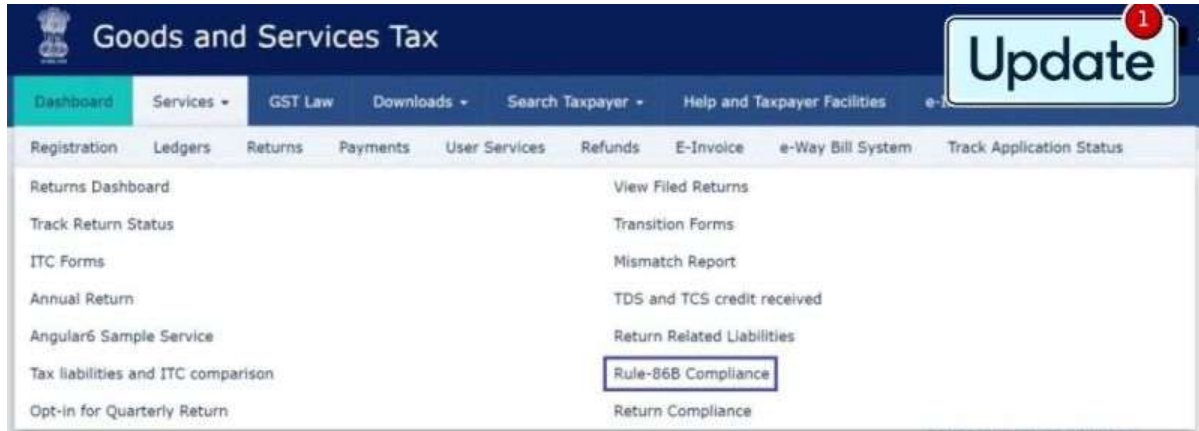 Goods and Services Tax
Update
1
Dashboard Services GST Law Downloads Search Taxpayer Help and Taxpayer Facilities
Registration Ledgers Returns Payments User Services Refunds E-Invoice e-Way Bill System Track Application Status
Returns Dashboard View Filed Returns
Track Return Status Transition Forms
ITC Forms Mismatch Report
Annual Return TDS and TCS credit received
Angular6 Sample Service Return Related Liabilities
Tax liabilities and ITC comparison Rule-86B Compliance
Opt-in for Quarterly Return Return Compliance